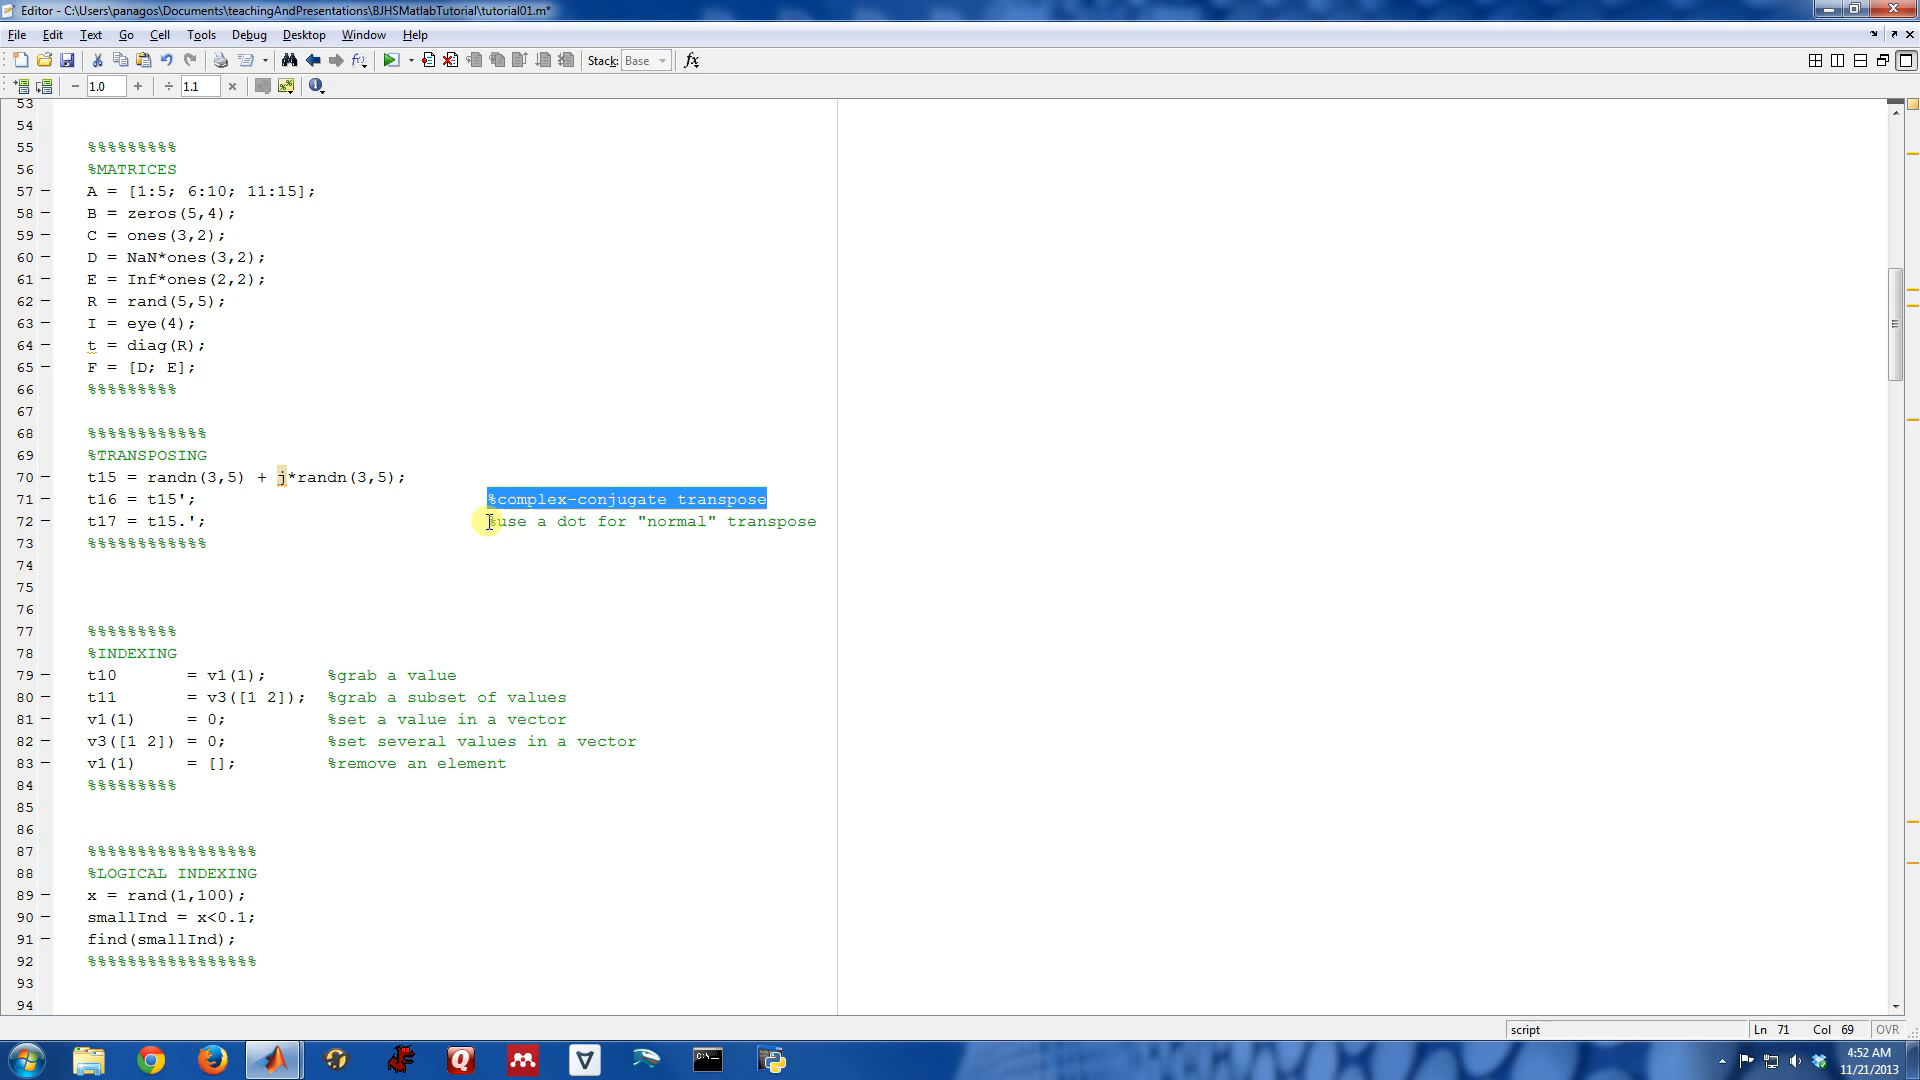 Editor - C:\Users\panagos\Documents\teachingAndPresentations\BJHSMatlabTutorial\tutorial01.m*
File Edit Text Go Cell Tools Debug Desktop Window Help
Stack: Base fx
− 1.0 + ÷ 1.1 ×
53
54
55 %%%%%%%%%
56 %MATRICES
57 − A = [1:5; 6:10; 11:15];
58 − B = zeros(5,4);
59 − C = ones(3,2);
60 − D = NaN*ones(3,2);
61 − E = Inf*ones(2,2);
62 − R = rand(5,5);
63 − I = eye(4);
64 − t = diag(R);
65 − F = [D; E];
66 %%%%%%%%%
67
68 %%%%%%%%%%%%
69 %TRANSPOSING
70 − t15 = randn(3,5) + j*randn(3,5);
71 − t16 = t15'; %complex-conjugate transpose
72 − t17 = t15.'; %use a dot for "normal" transpose
73 %%%%%%%%%%%%
74
75
76
77 %%%%%%%%%
78 %INDEXING
79 − t10 = v1(1); %grab a value
80 − t11 = v3([1 2]); %grab a subset of values
81 − v1(1) = 0; %set a value in a vector
82 − v3([1 2]) = 0; %set several values in a vector
83 − v1(1) = []; %remove an element
84 %%%%%%%%%
85
86
87 %%%%%%%%%%%%%%%%%
88 %LOGICAL INDEXING
89 − x = rand(1,100);
90 − smallInd = x<0.1;
91 − find(smallInd);
92 %%%%%%%%%%%%%%%%%
93
94
script Ln 71 Col 69 OVR
4:52 AM
11/21/2013